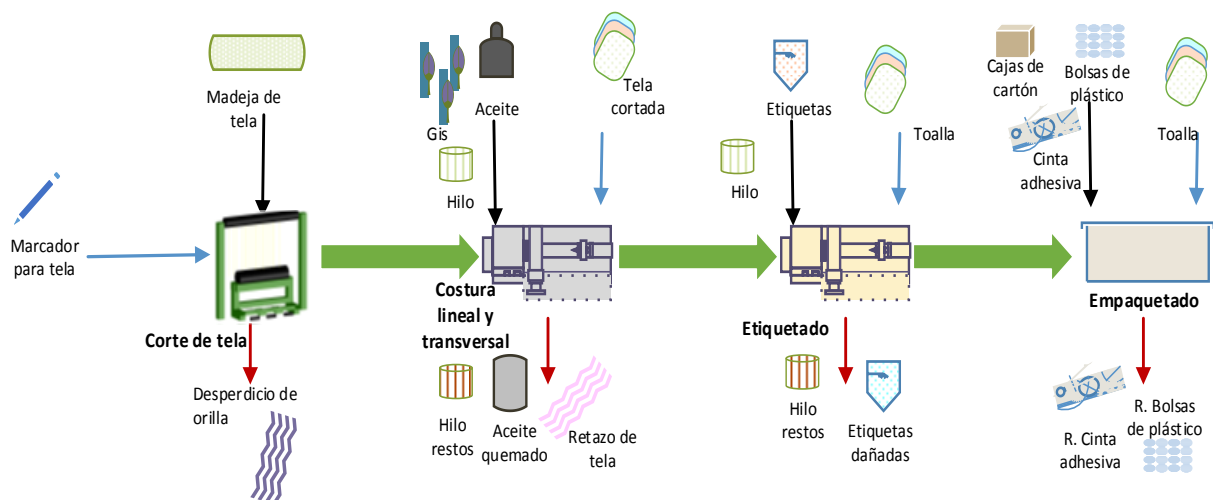 Madeja de
tela
Marcador
para tela
Corte de tela
Desperdicio de
orilla
Gis
Aceite
Hilo
Tela
cortada
Costura
lineal y
transversal
Hilo
restos
Aceite
quemado
Retazo de
tela
Etiquetas
Toalla
Hilo
Etiquetado
Hilo
restos
Etiquetas
dañadas
Cajas de
cartón
Bolsas de
plástico
Cinta
adhesiva
Toalla
Empaquetado
R. Cinta
adhesiva
R. Bolsas
de plástico